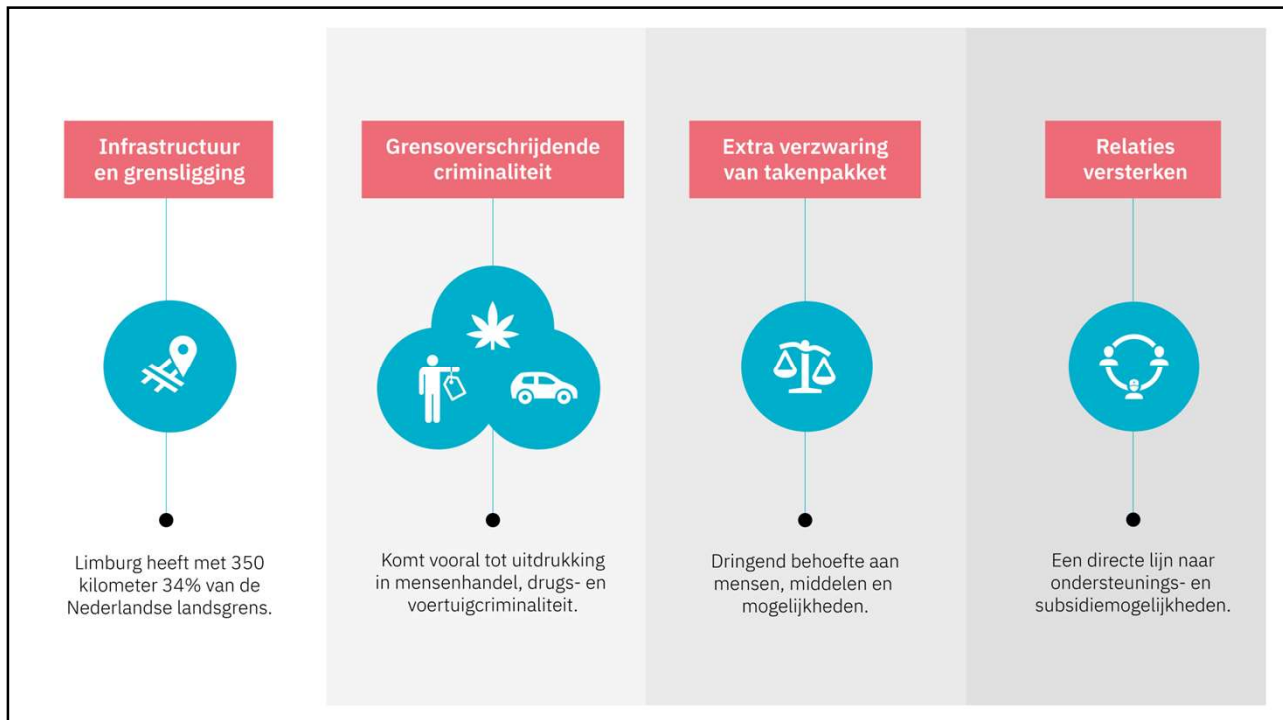 Infrastructuur
en grensligging
Limburg heeft met 350
kilometer 34% van de
Nederlandse landsgrens.
Grensoverschrijdende
criminaliteit
Komt vooral tot uitdrukking
in mensenhandel, drugs- en
voertuigcriminaliteit.
Extra verzwaring
van takenpakket
Dringend behoefte aan
mensen, middelen en
mogelijkheden.
Relaties
versterken
Een directe lijn naar
ondersteunings- en
subsidiemogelijkheden.